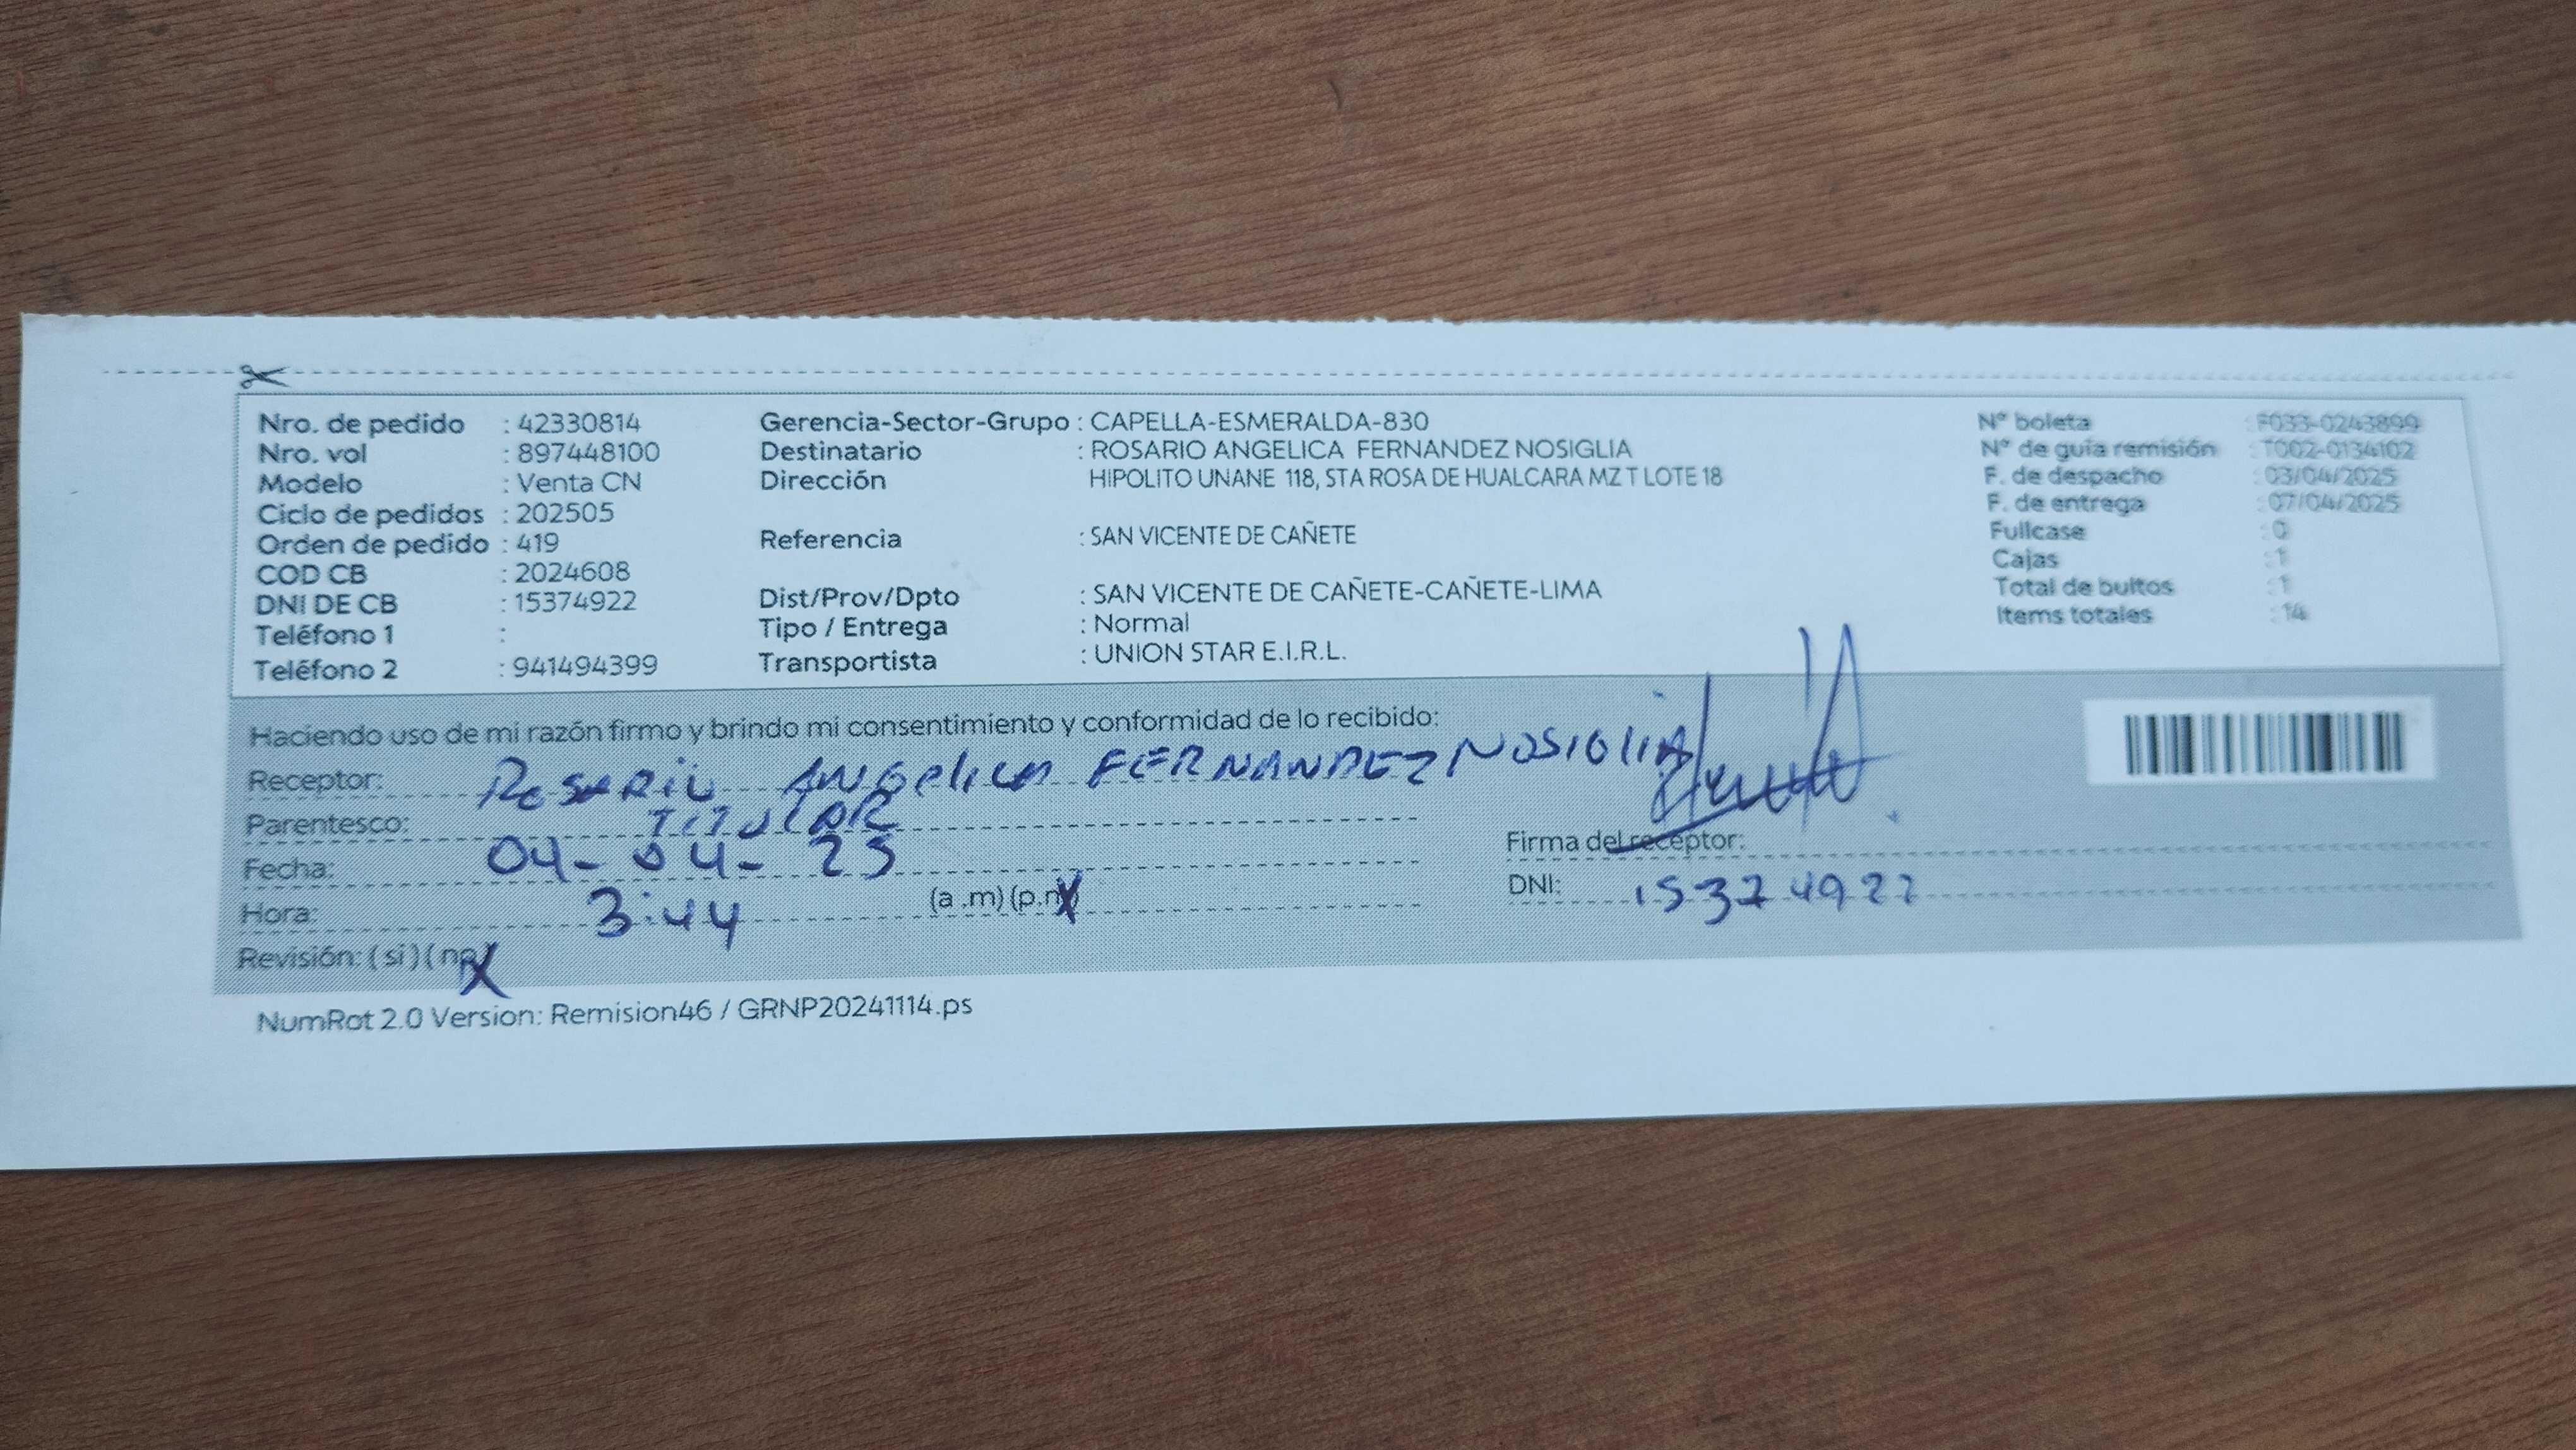 Nro. de pedido : 42330814
Nro. vol : 897448100
Modelo : Venta CN
Ciclo de pedidos : 202505
Orden de pedido : 419
COD CB : 2024608
DNI DE CB : 15374922
Teléfono 1 :
Teléfono 2 : 941494399
Gerencia-Sector-Grupo : CAPELLA-ESMERALDA-830
Destinatario : ROSARIO ANGELICA FERNANDEZ NOSIGLIA
Dirección HIPOLITO UNANE 118, STA ROSA DE HUALCARA MZ T LOTE 18
Referencia : SAN VICENTE DE CAÑETE
Dist/Prov/Dpto : SAN VICENTE DE CAÑETE-CAÑETE-LIMA
Tipo / Entrega : Normal
Transportista : UNION STAR E.I.R.L.
Nº boleta : F033-0243899
Nº de guía remisión : T002-0134102
F. de despacho : 03/04/2025
F. de entrega : 07/04/2025
Fullcase : 0
Cajas : 1
Total de bultos : 1
Items totales : 14
Haciendo uso de mi razón firmo y brindo mi consentimiento y conformidad de lo recibido:
Receptor: ROSARIO ANGELICA FERNANDEZ NOSIGLIA
Parentesco: TITULAR
Fecha: 04-04-25
Hora: 3:44 (a .m) (p.m)
Revisión: ( si ) ( no )
Firma del receptor:
DNI: 15374922
NumRot 2.0 Version: Remision46 / GRNP20241114.ps